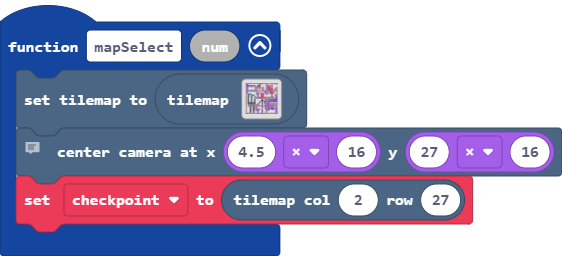 function mapSelect num
set tilemap to tilemap
center camera at x 4.5 × 16 y 27 × 16
set checkpoint to tilemap col 2 row 27